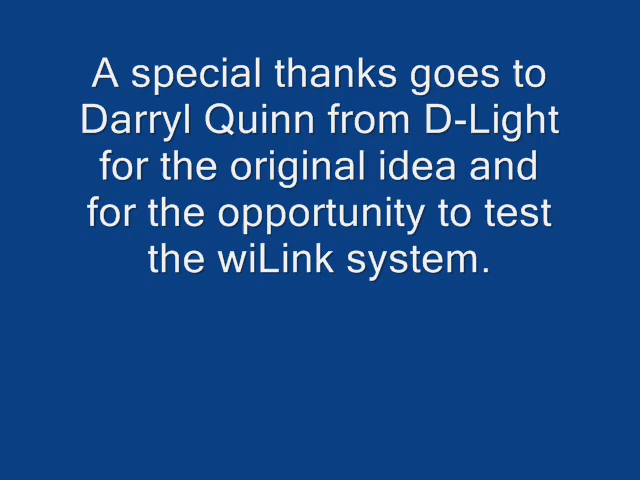 A special thanks goes to
Darryl Quinn from D-Light
for the original idea and
for the opportunity to test
the wiLink system.